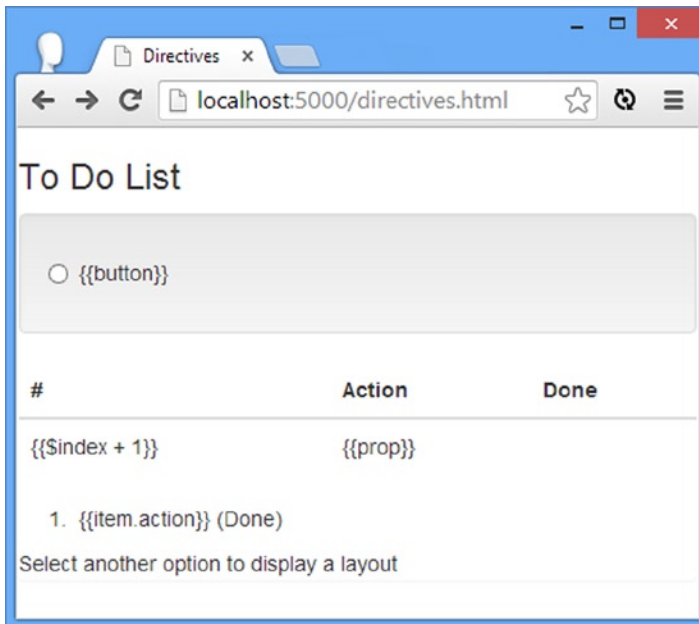 Directives
localhost:5000/directives.html
To Do List
{{button}}
# Action Done
{{$index + 1}} {{prop}}
1. {{item.action}} (Done)
Select another option to display a layout